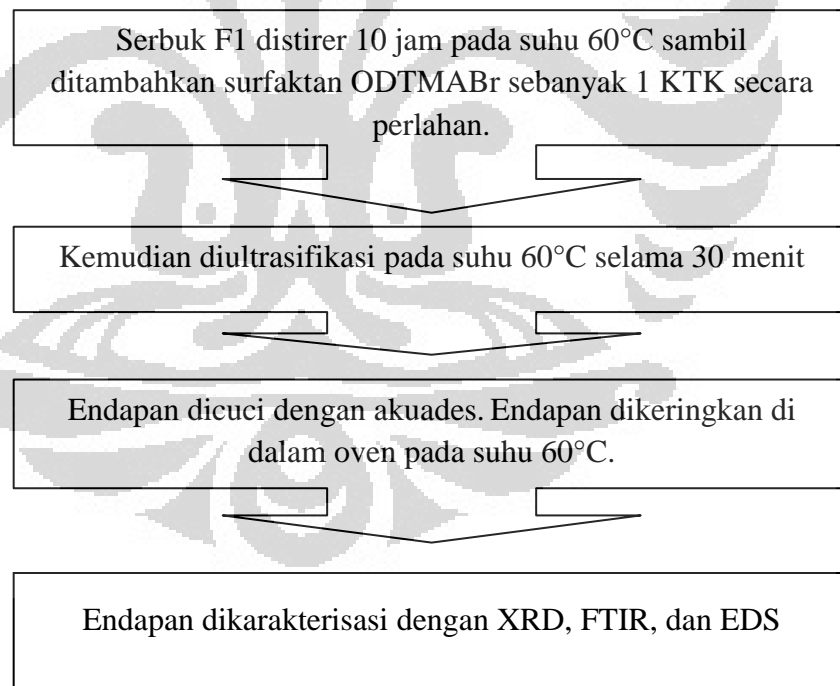 Serbuk F1 distirer 10 jam pada suhu 60°C sambil
ditambahkan surfaktan ODTMABr sebanyak 1 KTK secara
perlahan.
Kemudian diultrasifikasi pada suhu 60°C selama 30 menit
Endapan dicuci dengan akuades. Endapan dikeringkan di
dalam oven pada suhu 60°C.
Endapan dikarakterisasi dengan XRD, FTIR, dan EDS